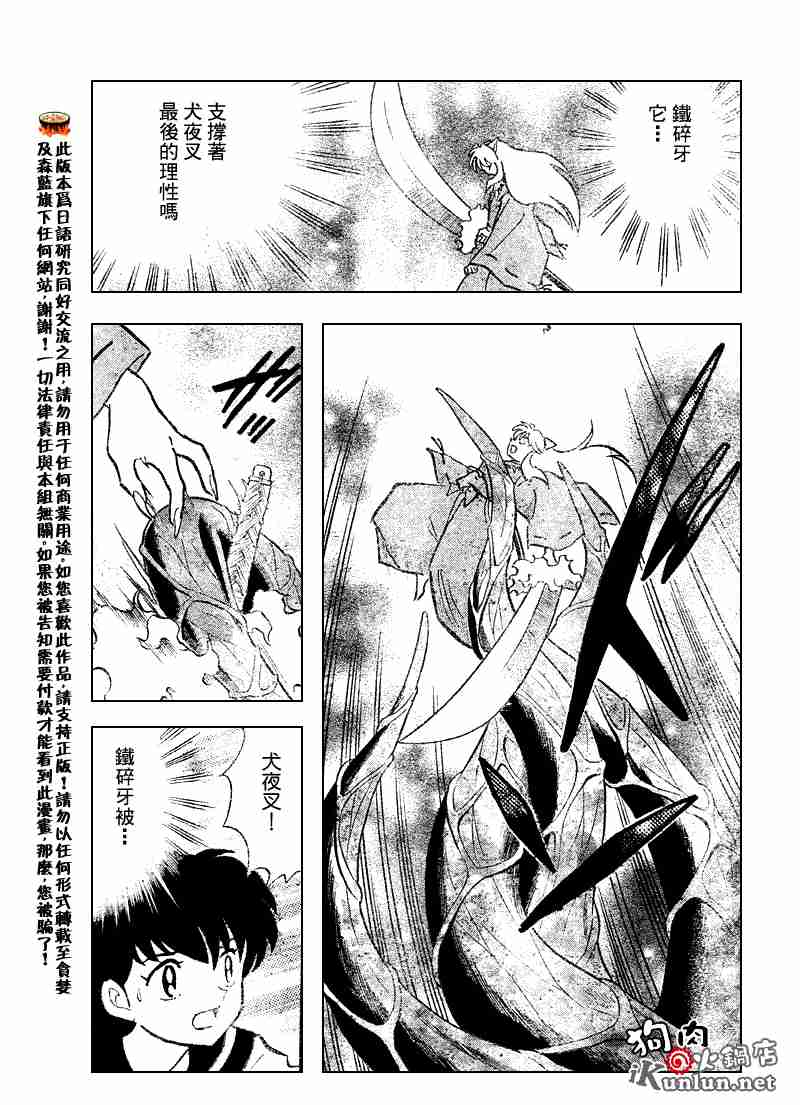 鐵碎牙
它…
支撐著
犬夜叉
最後的理性嗎
犬夜叉！
鐵碎牙被…
此版本爲日語研究同好交流之用，請勿用于任何商業用途。如您喜歡此作品，請支持正版！請勿以任何形式轉載至貪婪
及森藍旗下任何網站，謝謝！一切法律責任與本組無關。如果您被告知需要付款才能看到此漫畫，那麼，您被騙了！
狗肉
火鍋店
iKunlun.net